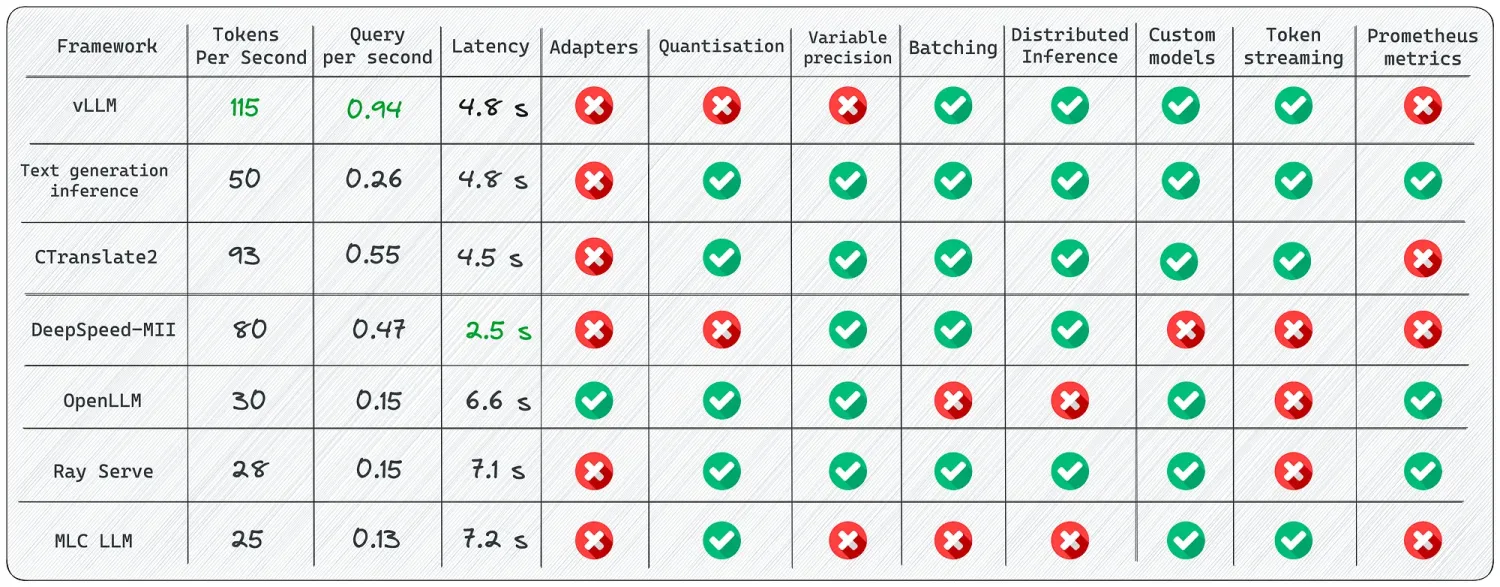 Framework Tokens Per Second Query per second Latency Adapters Quantisation Variable precision Batching Distributed Inference Custom models Token streaming Prometheus metrics
vLLM 115 0.94 4.8 s
Text generation inference 50 0.26 4.8 s
CTranslate2 93 0.55 4.5 s
DeepSpeed-MII 80 0.47 2.5 s
OpenLLM 30 0.15 6.6 s
Ray Serve 28 0.15 7.1 s
MLC LLM 25 0.13 7.2 s